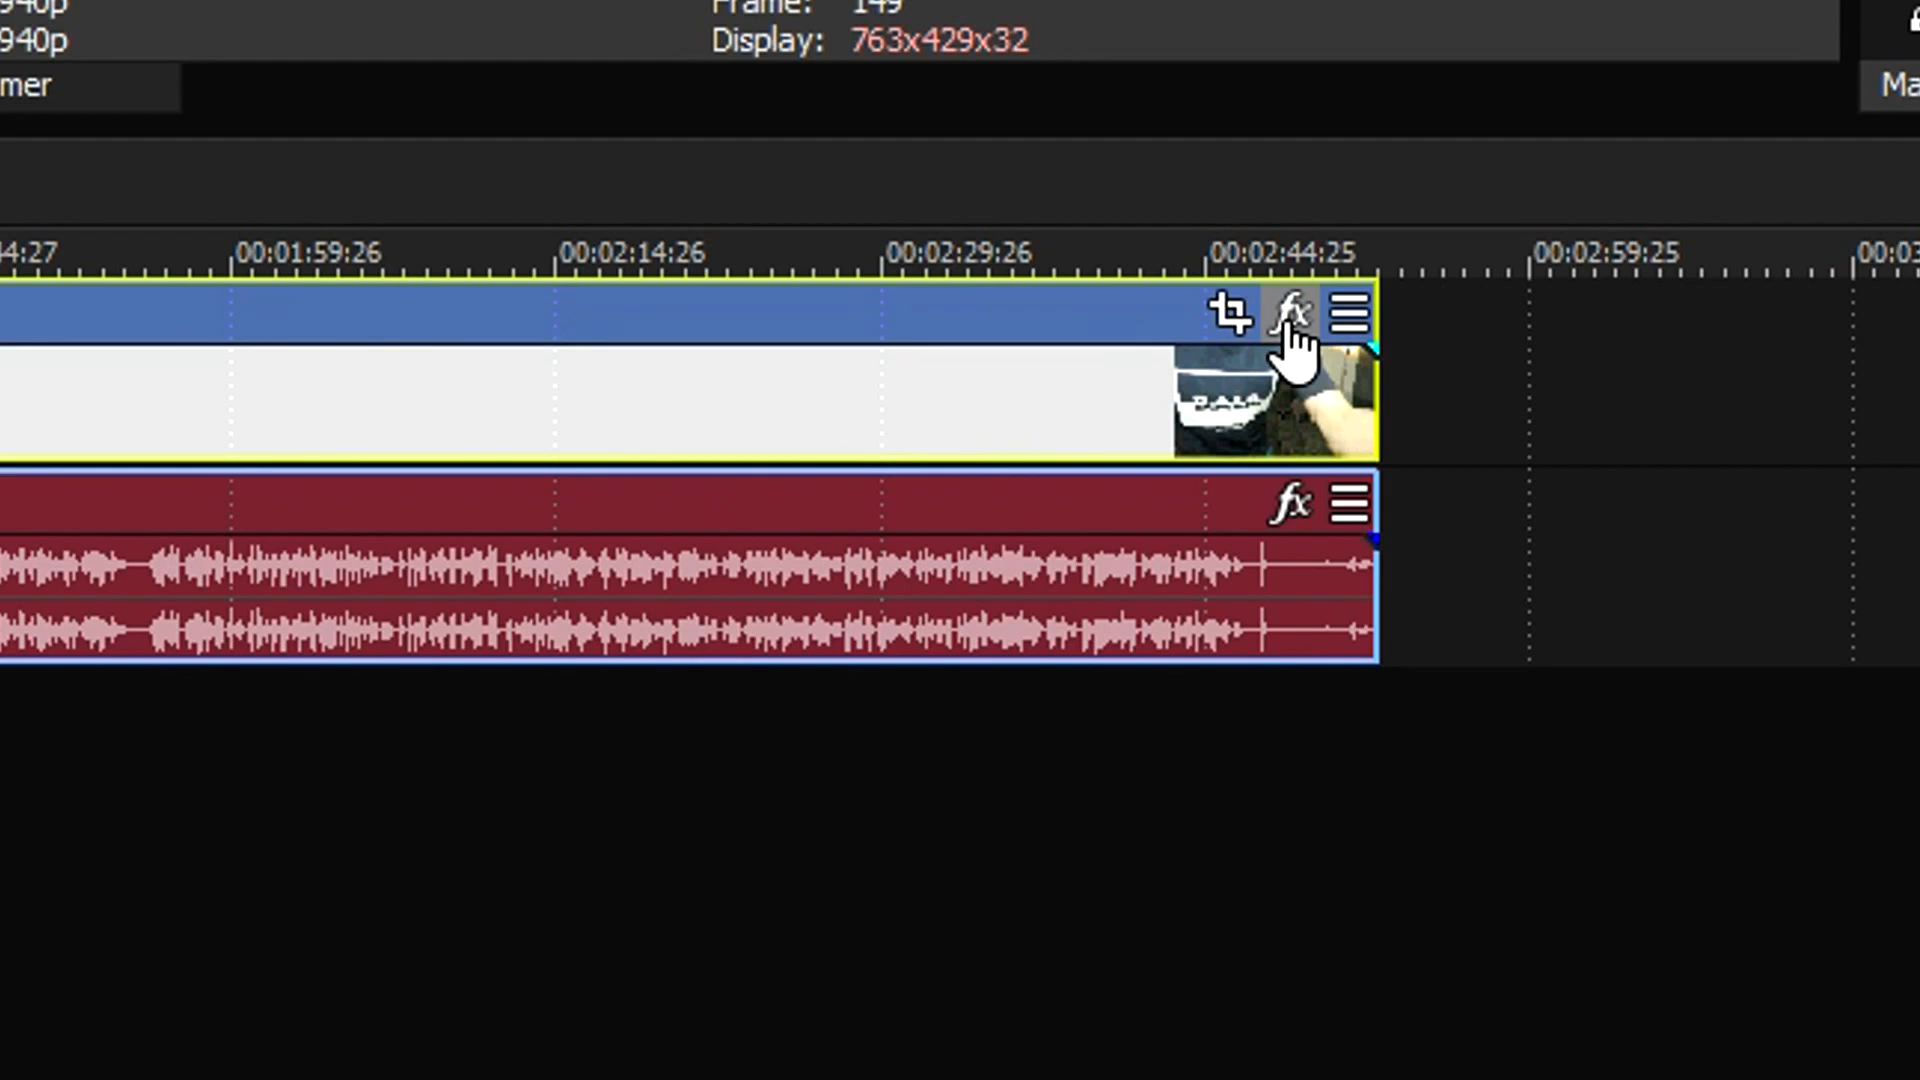 940p Frame: 149
940p Display: 763x429x32
mer Ma
44:27 00:01:59:26 00:02:14:26 00:02:29:26 00:02:44:25 00:02:59:25 00:03
fx
fx